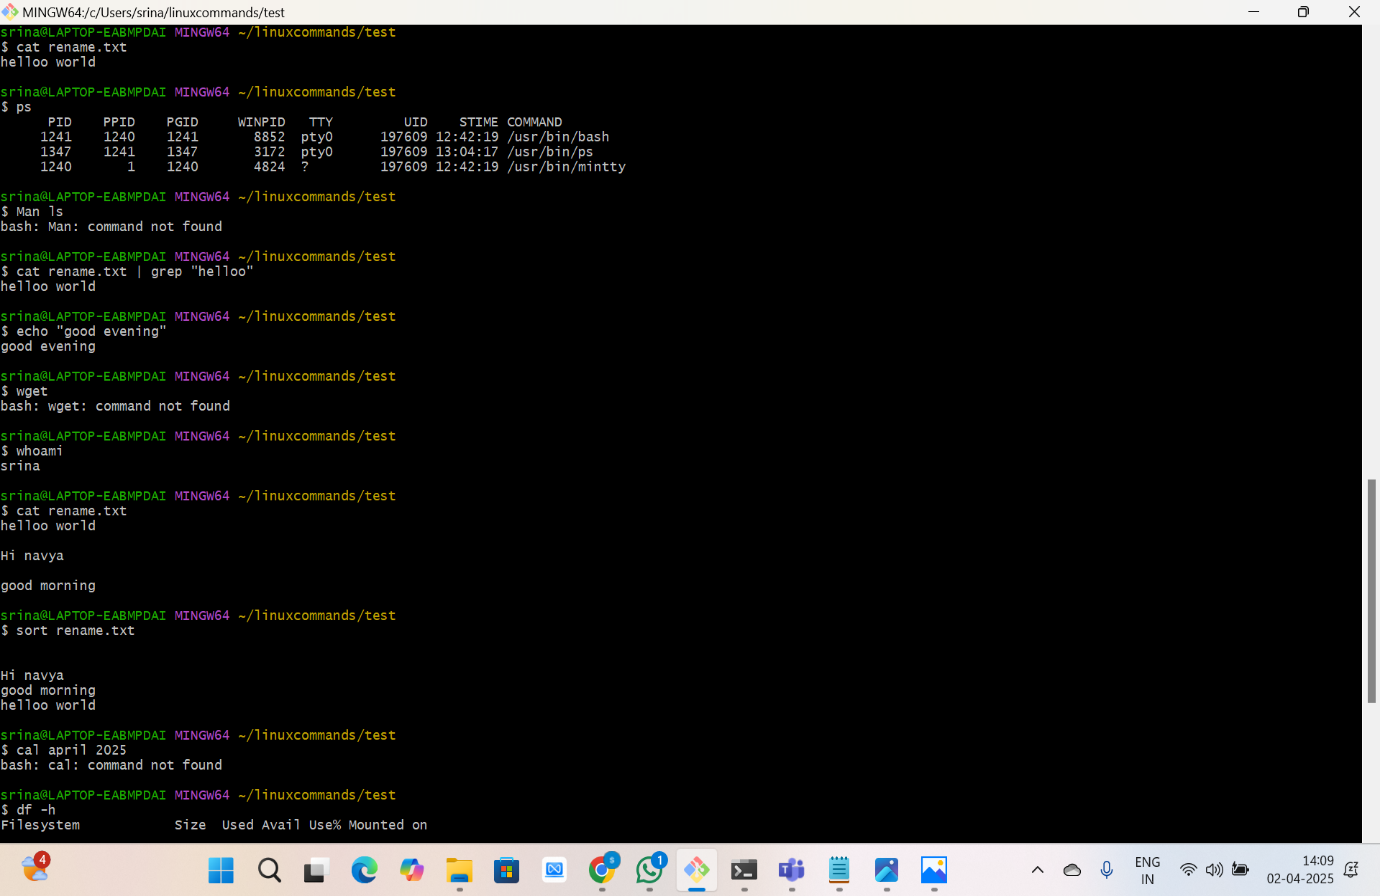 MINGW64:/c/Users/srina/linuxcommands/test
srina@LAPTOP-EABMPDAI MINGW64 ~/linuxcommands/test
$ cat rename.txt
helloo world
srina@LAPTOP-EABMPDAI MINGW64 ~/linuxcommands/test
$ ps
PID PPID PGID WINPID TTY UID STIME COMMAND
1241 1240 1241 8852 pty0 197609 12:42:19 /usr/bin/bash
1347 1241 1347 3172 pty0 197609 13:04:17 /usr/bin/ps
1240 1 1240 4824 ? 197609 12:42:19 /usr/bin/mintty
srina@LAPTOP-EABMPDAI MINGW64 ~/linuxcommands/test
$ Man ls
bash: Man: command not found
srina@LAPTOP-EABMPDAI MINGW64 ~/linuxcommands/test
$ cat rename.txt | grep "helloo"
helloo world
srina@LAPTOP-EABMPDAI MINGW64 ~/linuxcommands/test
$ echo "good evening"
good evening
srina@LAPTOP-EABMPDAI MINGW64 ~/linuxcommands/test
$ wget
bash: wget: command not found
srina@LAPTOP-EABMPDAI MINGW64 ~/linuxcommands/test
$ whoami
srina
srina@LAPTOP-EABMPDAI MINGW64 ~/linuxcommands/test
$ cat rename.txt
helloo world
Hi navya
good morning
srina@LAPTOP-EABMPDAI MINGW64 ~/linuxcommands/test
$ sort rename.txt
Hi navya
good morning
helloo world
srina@LAPTOP-EABMPDAI MINGW64 ~/linuxcommands/test
$ cal april 2025
bash: cal: command not found
srina@LAPTOP-EABMPDAI MINGW64 ~/linuxcommands/test
$ df -h
Filesystem Size Used Avail Use% Mounted on
4
s
1
ENG
IN
14:09
02-04-2025